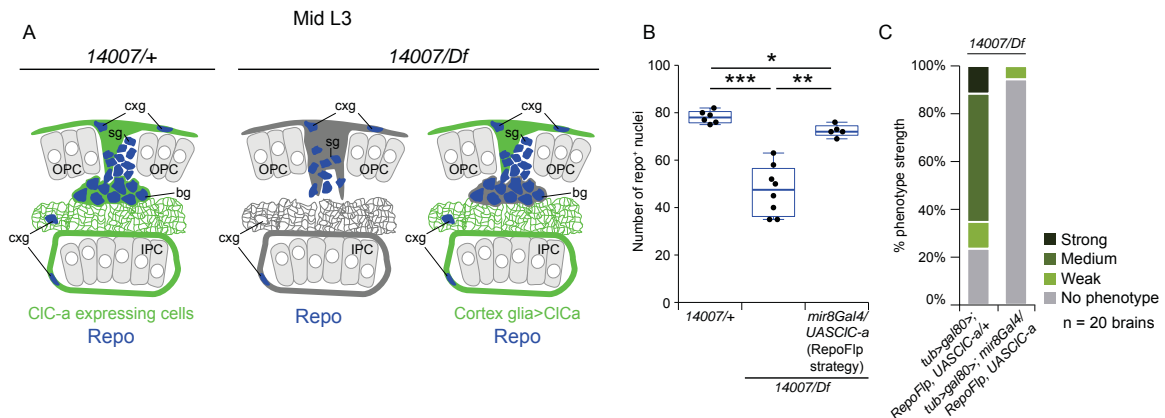 Mid L3
A
14007/+
14007/Df
cxg
sg
OPC
OPC
bg
cxg
IPC
ClC-a expressing cells
Repo
cxg
sg
OPC
OPC
cxg
IPC
Repo
cxg
sg
OPC
OPC
bg
cxg
IPC
Cortex glia>ClCa
Repo
B
Number of repo⁺ nuclei
100
80
60
40
20
0
*
*** **
14007/+
mir8Gal4/
UASClC-a
(RepoFlp
strategy)
14007/Df
C
14007/Df
% phenotype strength
100%
80%
60%
40%
20%
0%
tub>gal80>;
RepoFlp, UASClC-a/+
tub>gal80>; mir8Gal4/
RepoFlp, UASClC-a
Strong
Medium
Weak
No phenotype
n = 20 brains